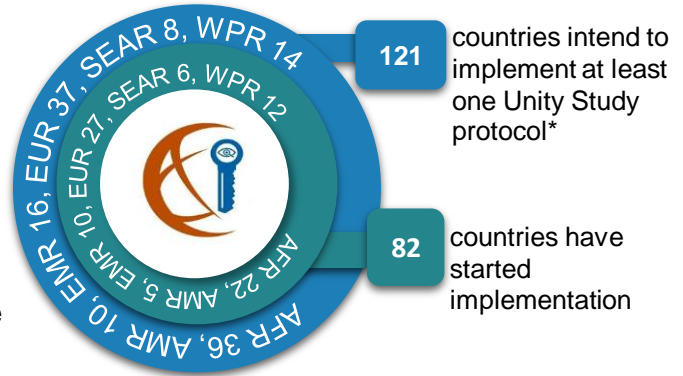 AFR 36, AMR 10, EMR 16, EUR 37, SEAR 8, WPR 14
AFR 22, AMR 5, EMR 10, EUR 27, SEAR 6, WPR 12
121
countries intend to
implement at least
one Unity Study
protocol*
82
countries have
started
implementation